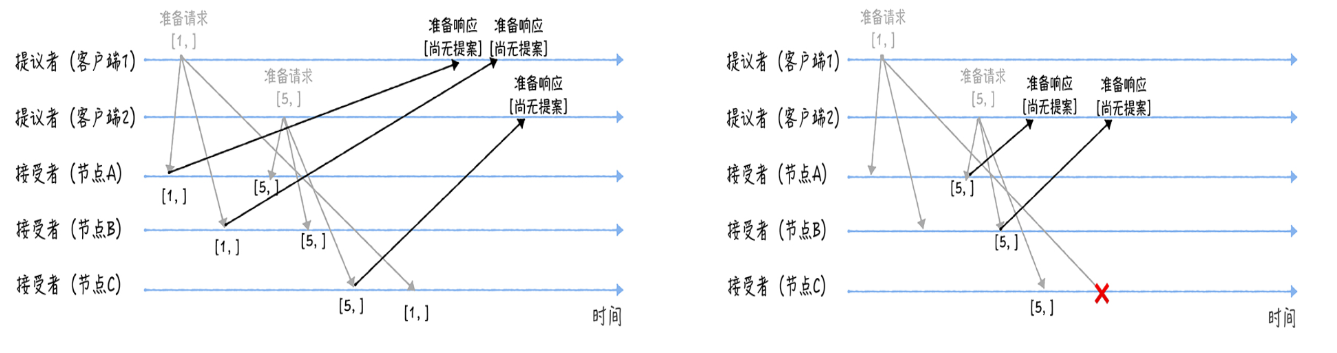 准备请求
[1, ]
准备请求
[5, ]
准备响应
[尚无提案]
准备响应
[尚无提案]
准备响应
[尚无提案]
提议者（客户端1）
提议者（客户端2）
接受者（节点A）
[1, ]
[5, ]
接受者（节点B）
[1, ]
[5, ]
接受者（节点C）
[5, ]
[1, ]
时间
准备请求
[1, ]
准备请求
[5, ]
准备响应
[尚无提案]
准备响应
[尚无提案]
提议者（客户端1）
提议者（客户端2）
接受者（节点A）
[5, ]
接受者（节点B）
[5, ]
接受者（节点C）
[5, ]
时间